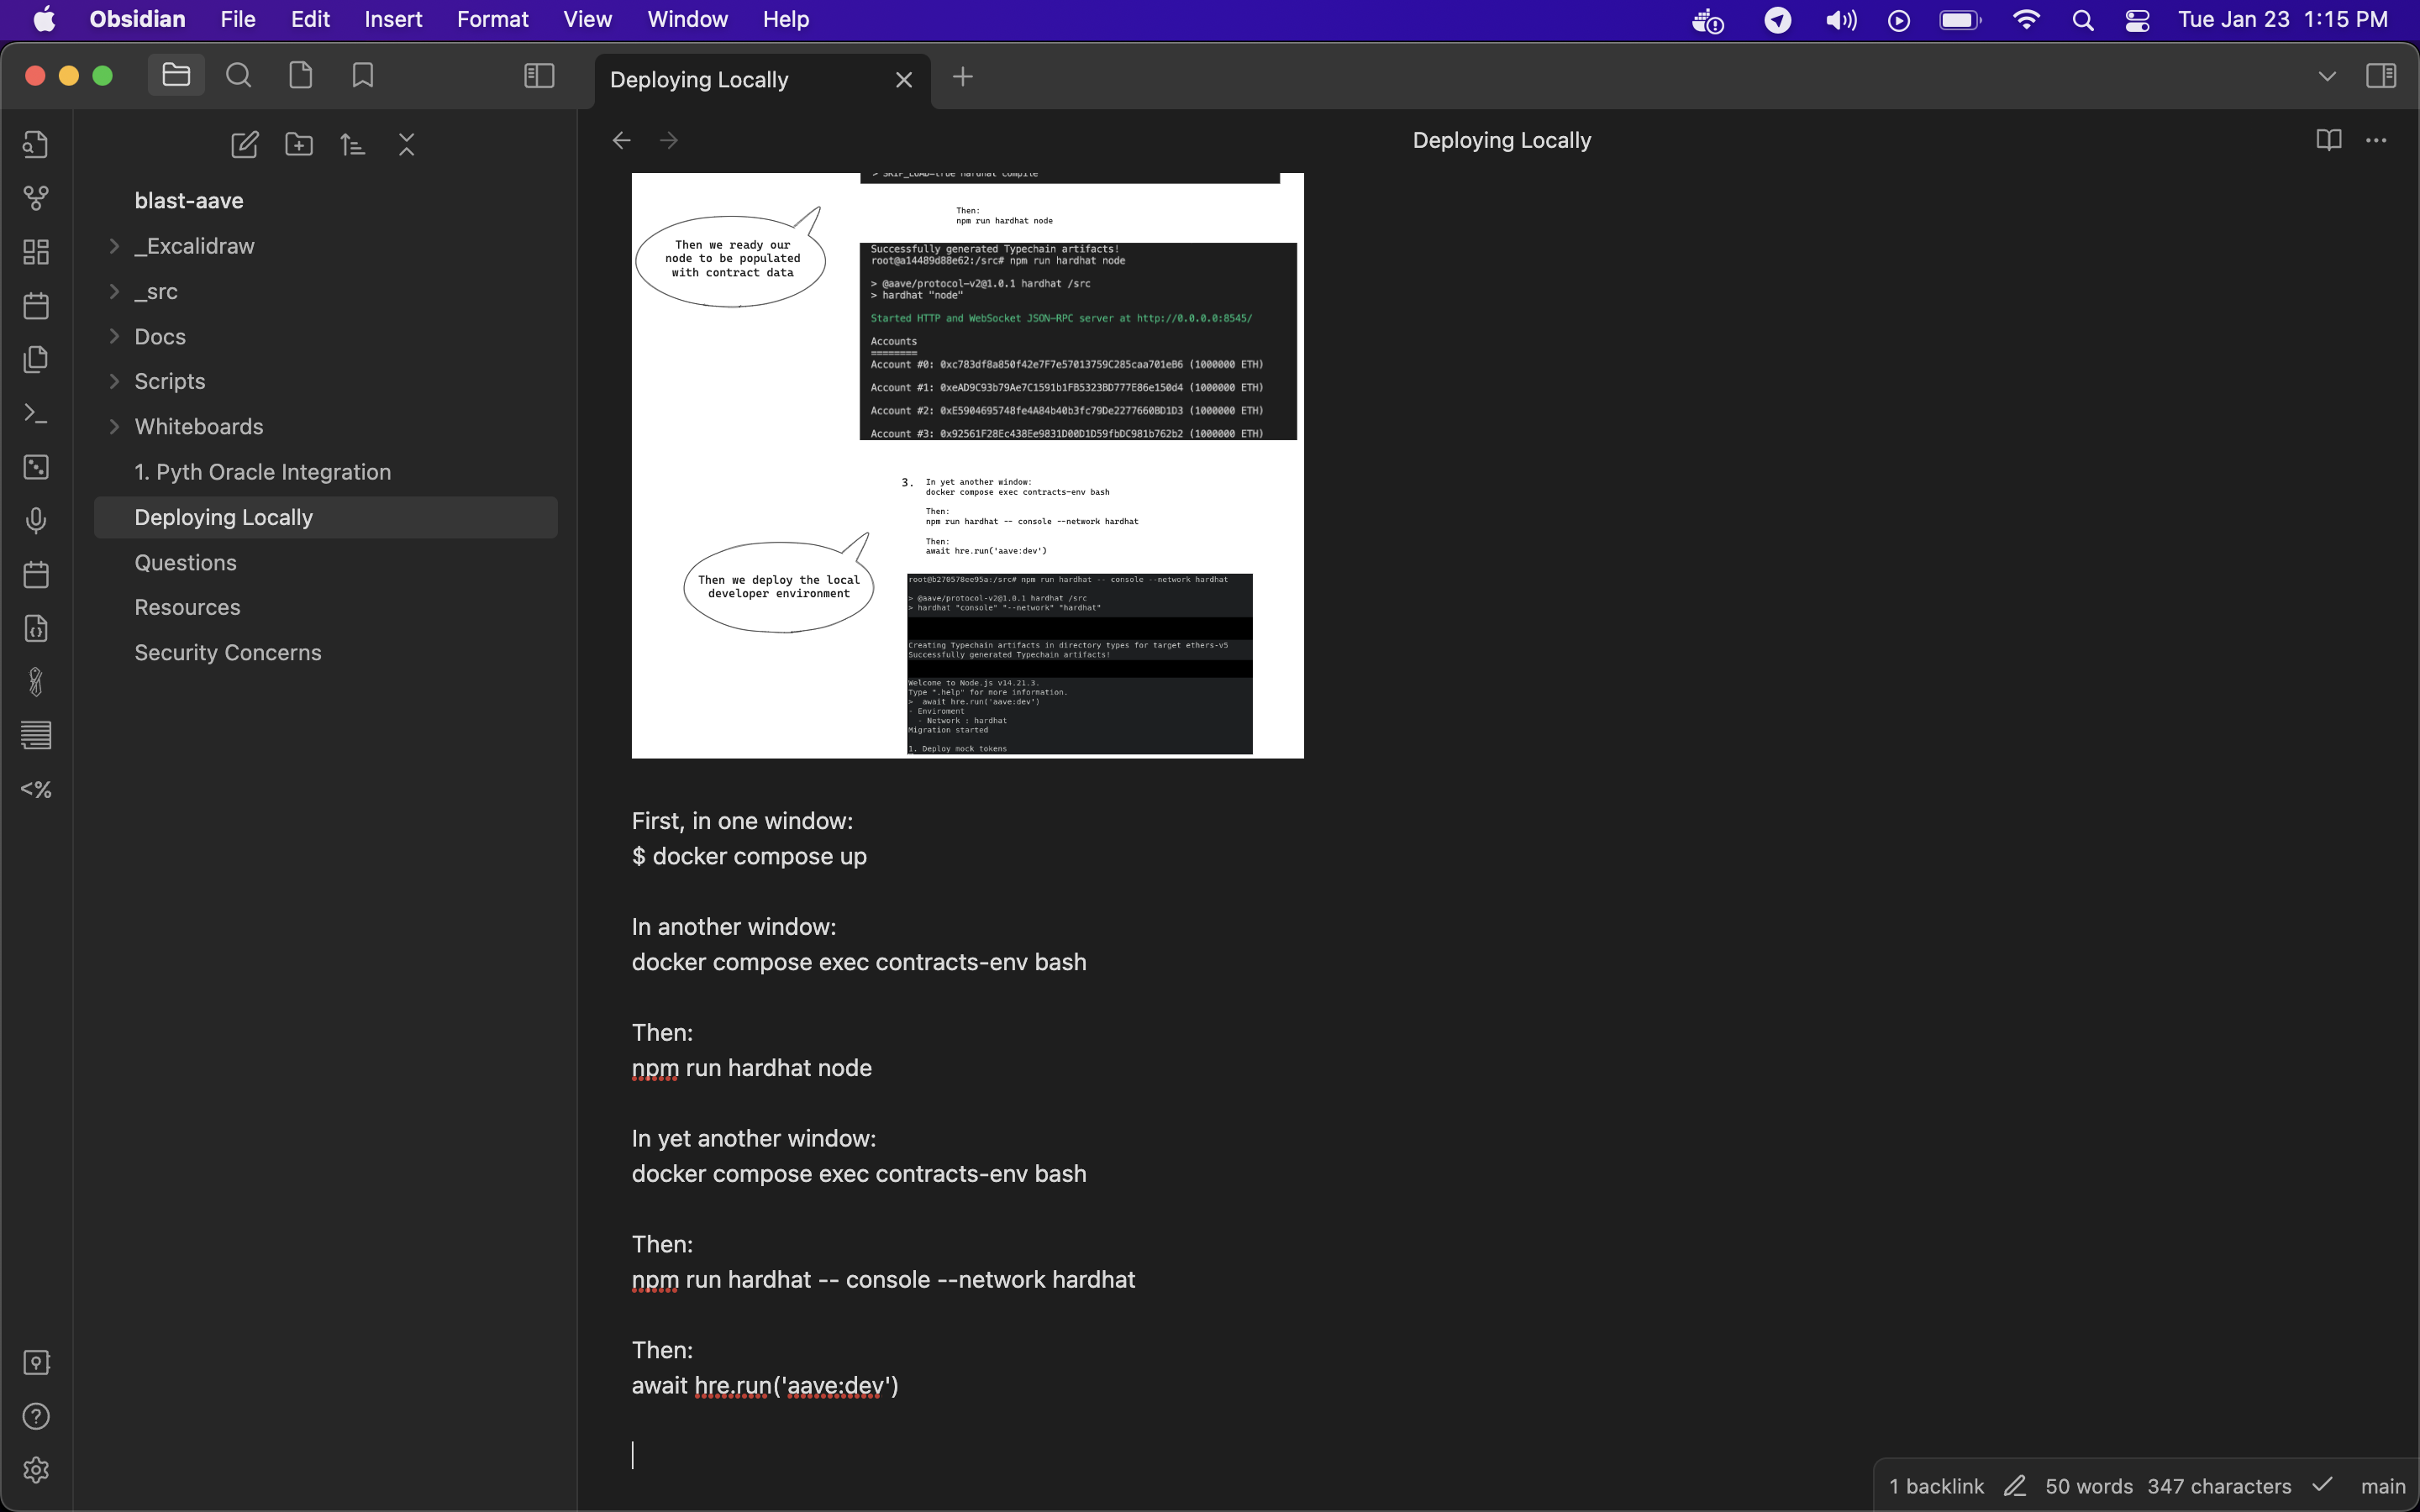 Obsidian File Edit Insert Format View Window Help Tue Jan 23 1:15 PM
Deploying Locally
Deploying Locally
blast-aave
_Excalidraw
_src
Docs
Scripts
Whiteboards
1. Pyth Oracle Integration
Deploying Locally
Questions
Resources
Security Concerns
<%
> SKIP_LOAD=true hardhat compile
Then:
npm run hardhat node
Then we ready our
node to be populated
with contract data
Successfully generated Typechain artifacts!
root@a14489d88e62:/src# npm run hardhat node
> @aave/protocol-v2@1.0.1 hardhat /src
> hardhat "node"
Started HTTP and WebSocket JSON-RPC server at http://0.0.0.0:8545/
Accounts
========
Account #0: 0xc783df8a850f42e7F7e57013759C285caa701eB6 (1000000 ETH)
Account #1: 0xeAD9C93b79Ae7C1591b1FB5323BD777E86e150d4 (1000000 ETH)
Account #2: 0xE5904695748fe4A84b40b3fc79De2277660BD1D3 (1000000 ETH)
Account #3: 0x92561F28Ec438Ee9831D00D1D59fbDC981b762b2 (1000000 ETH)
3. In yet another window:
docker compose exec contracts-env bash
Then:
npm run hardhat -- console --network hardhat
Then:
await hre.run('aave:dev')
Then we deploy the local
developer environment
root@b270578ee95a:/src# npm run hardhat -- console --network hardhat
> @aave/protocol-v2@1.0.1 hardhat /src
> hardhat "console" "--network" "hardhat"
Creating Typechain artifacts in directory types for target ethers-v5
Successfully generated Typechain artifacts!
Welcome to Node.js v14.21.3.
Type ".help" for more information.
> await hre.run('aave:dev')
- Enviroment
- Network : hardhat
Migration started
1. Deploy mock tokens
First, in one window:
$ docker compose up
In another window:
docker compose exec contracts-env bash
Then:
npm run hardhat node
In yet another window:
docker compose exec contracts-env bash
Then:
npm run hardhat -- console --network hardhat
Then:
await hre.run('aave:dev')
1 backlink 50 words 347 characters main